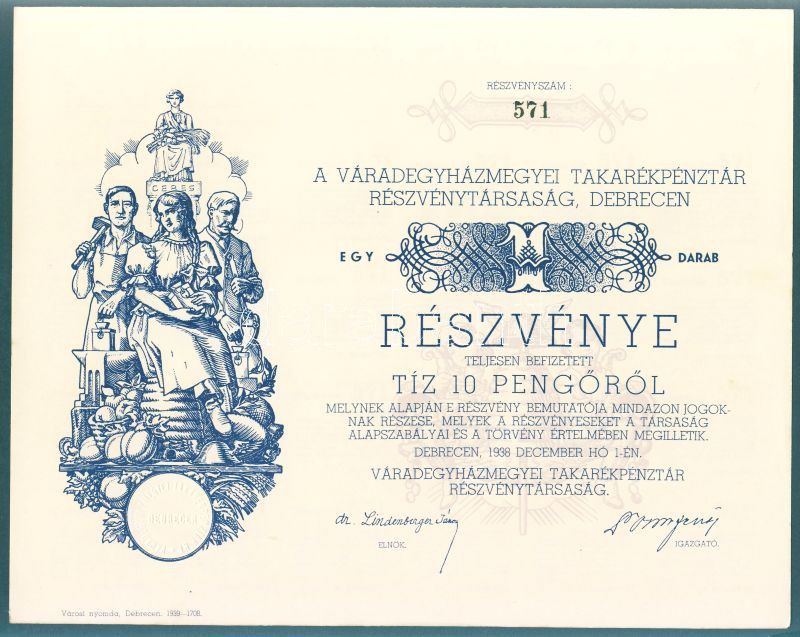 RÉSZVÉNYSZÁM :
571
A VÁRADEGYHÁZMEGYEI TAKARÉKPÉNZTÁR
RÉSZVÉNYTÁRSASÁG, DEBRECEN
EGY 1 DARAB
RÉSZVÉNYE
TELJESEN BEFIZETETT
TÍZ 10 PENGŐRŐL
MELYNEK ALAPJÁN E RÉSZVÉNY BEMUTATÓJA MINDAZON JOGOK-
NAK RÉSZESE, MELYEK A RÉSZVÉNYESEKET A TÁRSASÁG
ALAPSZABÁLYAI ÉS A TÖRVÉNY ÉRTELMÉBEN MEGILLETIK.
DEBRECEN, 1938 DECEMBER HÓ 1-ÉN.
VÁRADEGYHÁZMEGYEI TAKARÉKPÉNZTÁR
RÉSZVÉNYTÁRSASÁG.
dr. Lindenberger János
ELNÖK. IGAZGATÓ.
CERES
DEBRECEN
Városi nyomda, Debrecen. 1939—1708.